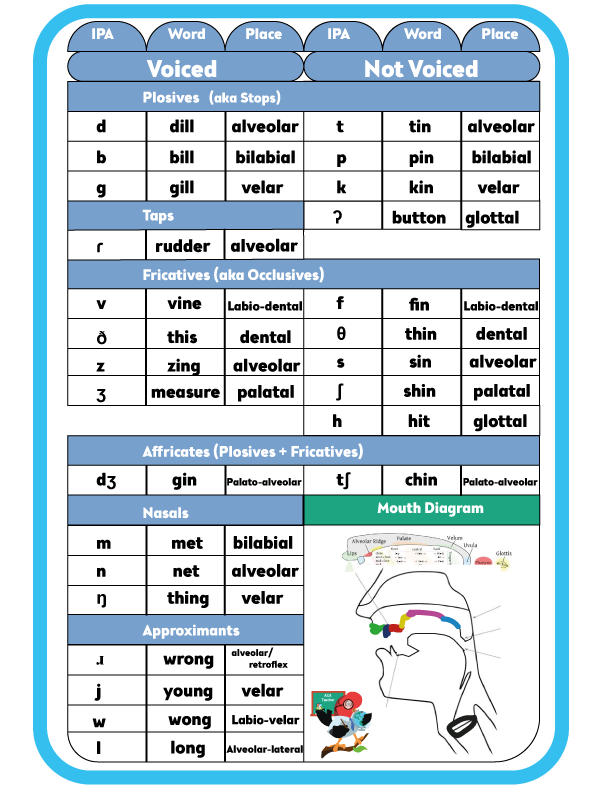 IPA Word Place IPA Word Place
Voiced Not Voiced
Plosives (aka Stops)
d dill alveolar t tin alveolar
b bill bilabial p pin bilabial
g gill velar k kin velar
Taps ʔ button glottal
ɾ rudder alveolar
Fricatives (aka Occlusives)
v vine Labio-dental f fin Labio-dental
ð this dental θ thin dental
z zing alveolar s sin alveolar
ʒ measure palatal ʃ shin palatal
h hit glottal
Affricates (Plosives + Fricatives)
dʒ gin Palato-alveolar tʃ chin Palato-alveolar
Nasals Mouth Diagram
m met bilabial
n net alveolar
ŋ thing velar
Approximants
.ɪ wrong alveolar/
retroflex
j young velar
w wong Labio-velar
l long Alveolar-lateral
Alveolar Ridge Palate Velum
Uvula
Lips Glottis